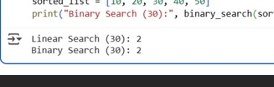 sorted_list = [10, 20, 30, 40, 50]
print("Binary Search (30):", binary_search(sor
Linear Search (30): 2
Binary Search (30): 2